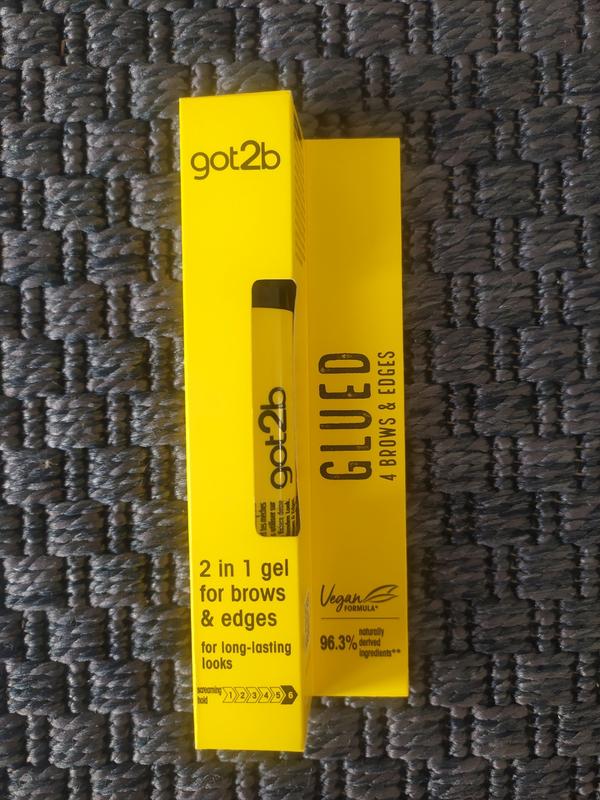 got2b
got2b
2 in 1 gel
for brows
& edges
for long-lasting
looks
screaming
hold
1 2 3 4 5 6
GLUED
4 BROWS & EDGES
Vegan
FORMULA*
96.3% naturally
derived
ingredients**